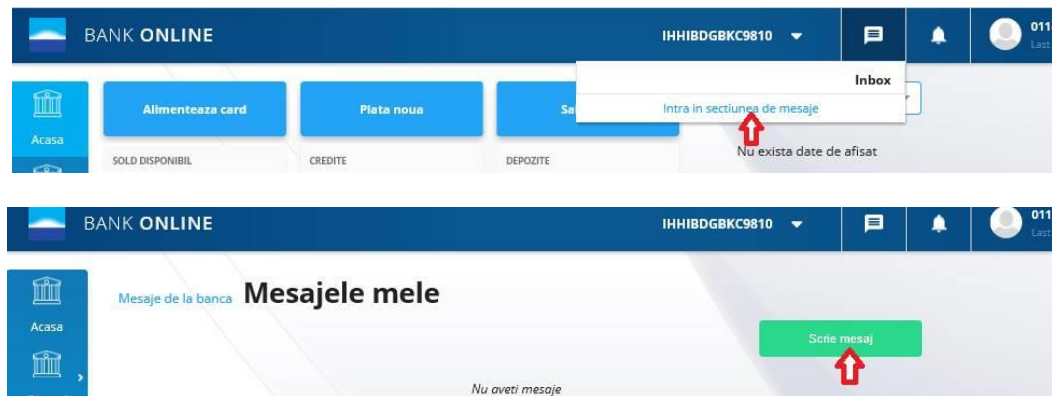 BANK ONLINE
IHHIBDGBKC9810
011
Last
Inbox
Intra in sectiunea de mesaje
Alimenteaza card
Plata noua
Acasa
SOLD DISPONIBIL
CREDITE
DEPOZITE
Nu exista date de afisat
BANK ONLINE
IHHIBDGBKC9810
011
Last
Mesaje de la banca Mesajele mele
Acasa
Scrie mesaj
Nu aveti mesaje